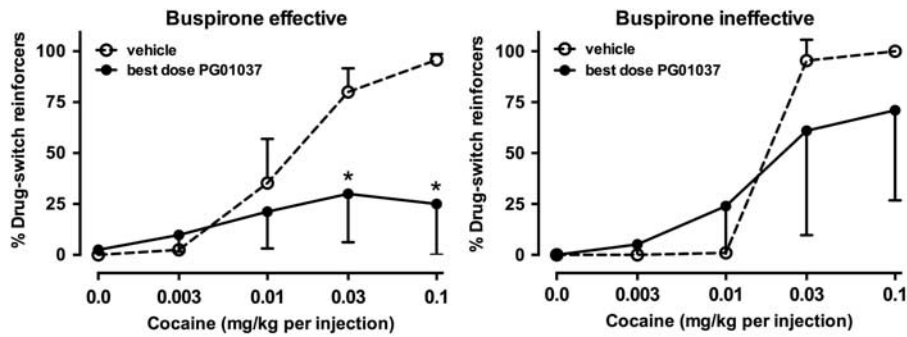 Buspirone effective
% Drug-switch reinforcers
100
75
50
25
0
vehicle
best dose PG01037
*
*
0.0 0.003 0.01 0.03 0.1
Cocaine (mg/kg per injection)
Buspirone ineffective
% Drug-switch reinforcers
100
75
50
25
0
vehicle
best dose PG01037
0.0 0.003 0.01 0.03 0.1
Cocaine (mg/kg per injection)